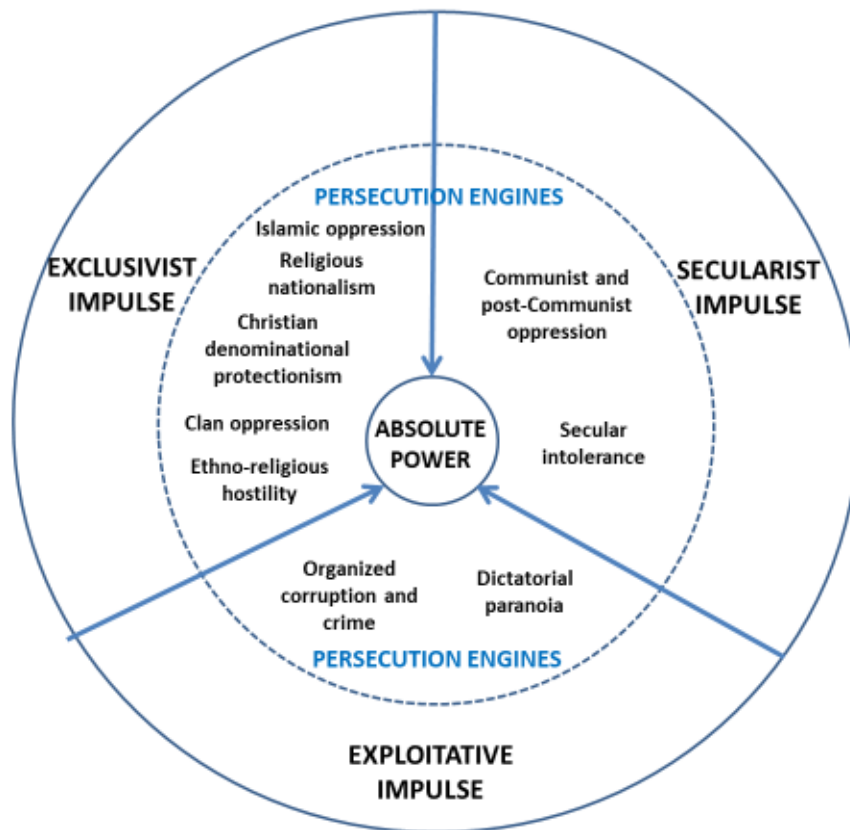 PERSECUTION ENGINES
Islamic oppression
Religious
nationalism
Christian
denominational
protectionism
Clan oppression
Ethno-religious
hostility
EXCLUSIVIST
IMPULSE
Communist and
post-Communist
oppression
Secular
intolerance
SECULARIST
IMPULSE
ABSOLUTE
POWER
Organized
corruption and
crime
Dictatorial
paranoia
PERSECUTION ENGINES
EXPLOITATIVE
IMPULSE